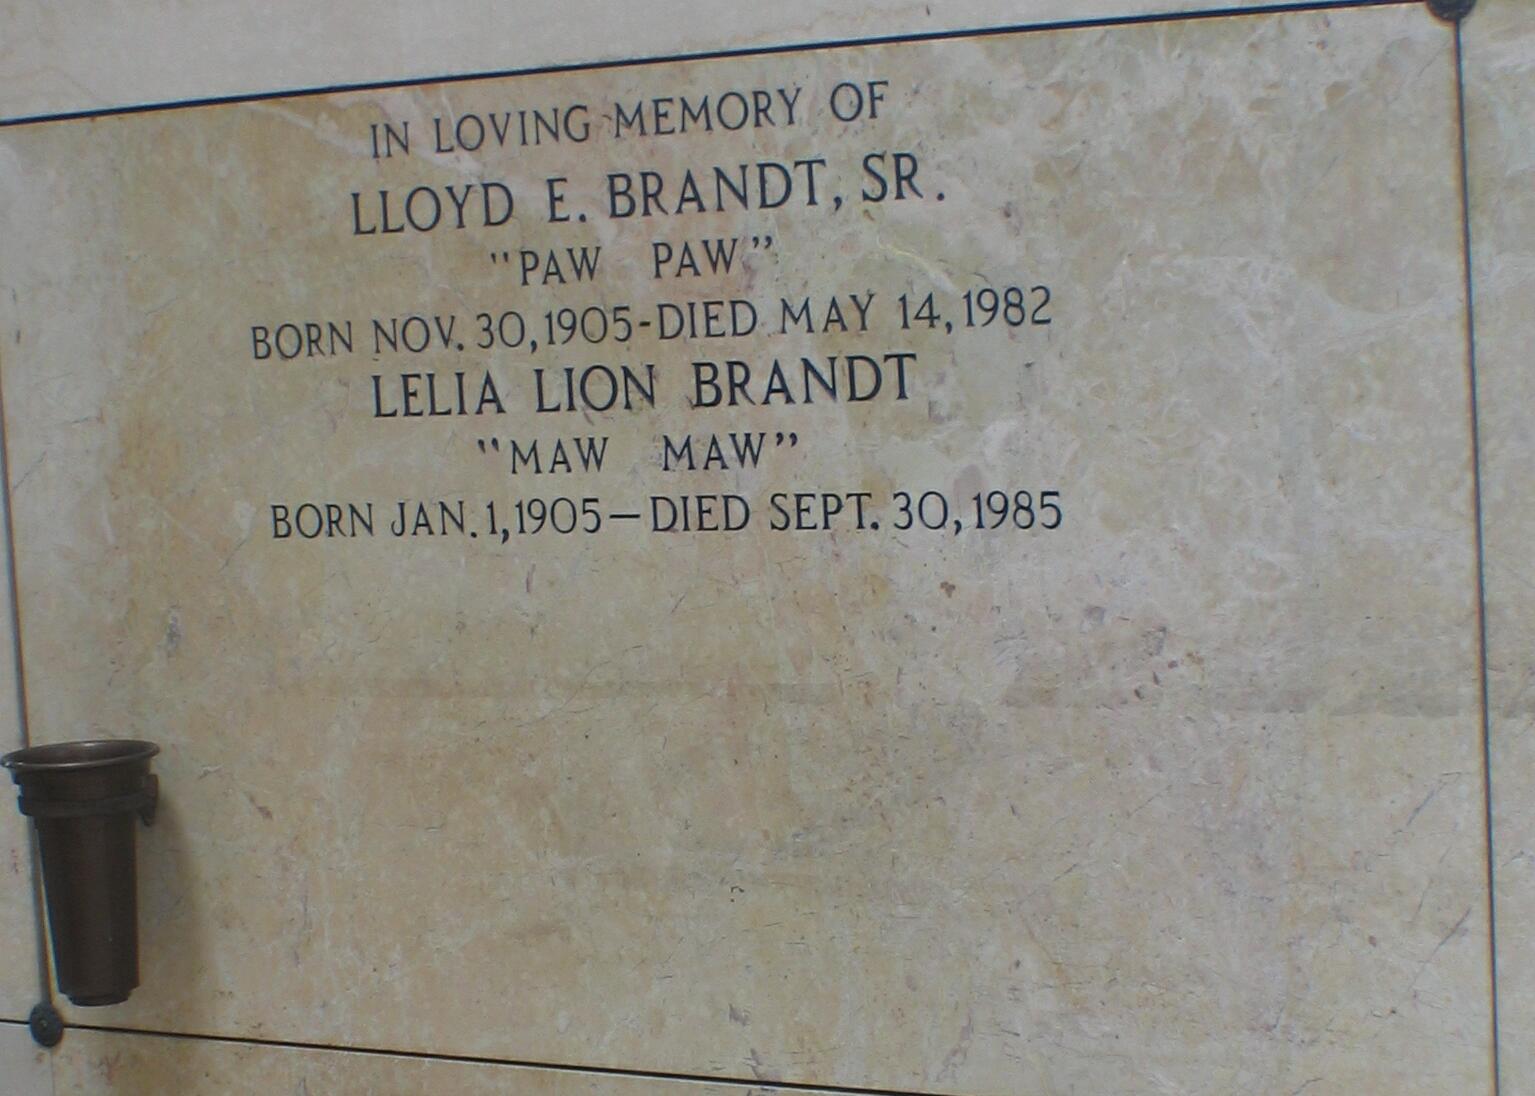 IN LOVING MEMORY OF
LLOYD E. BRANDT, SR.
"PAW PAW"
BORN NOV. 30, 1905-DIED MAY 14, 1982
LELIA LION BRANDT
"MAW MAW"
BORN JAN. 1, 1905—DIED SEPT. 30, 1985